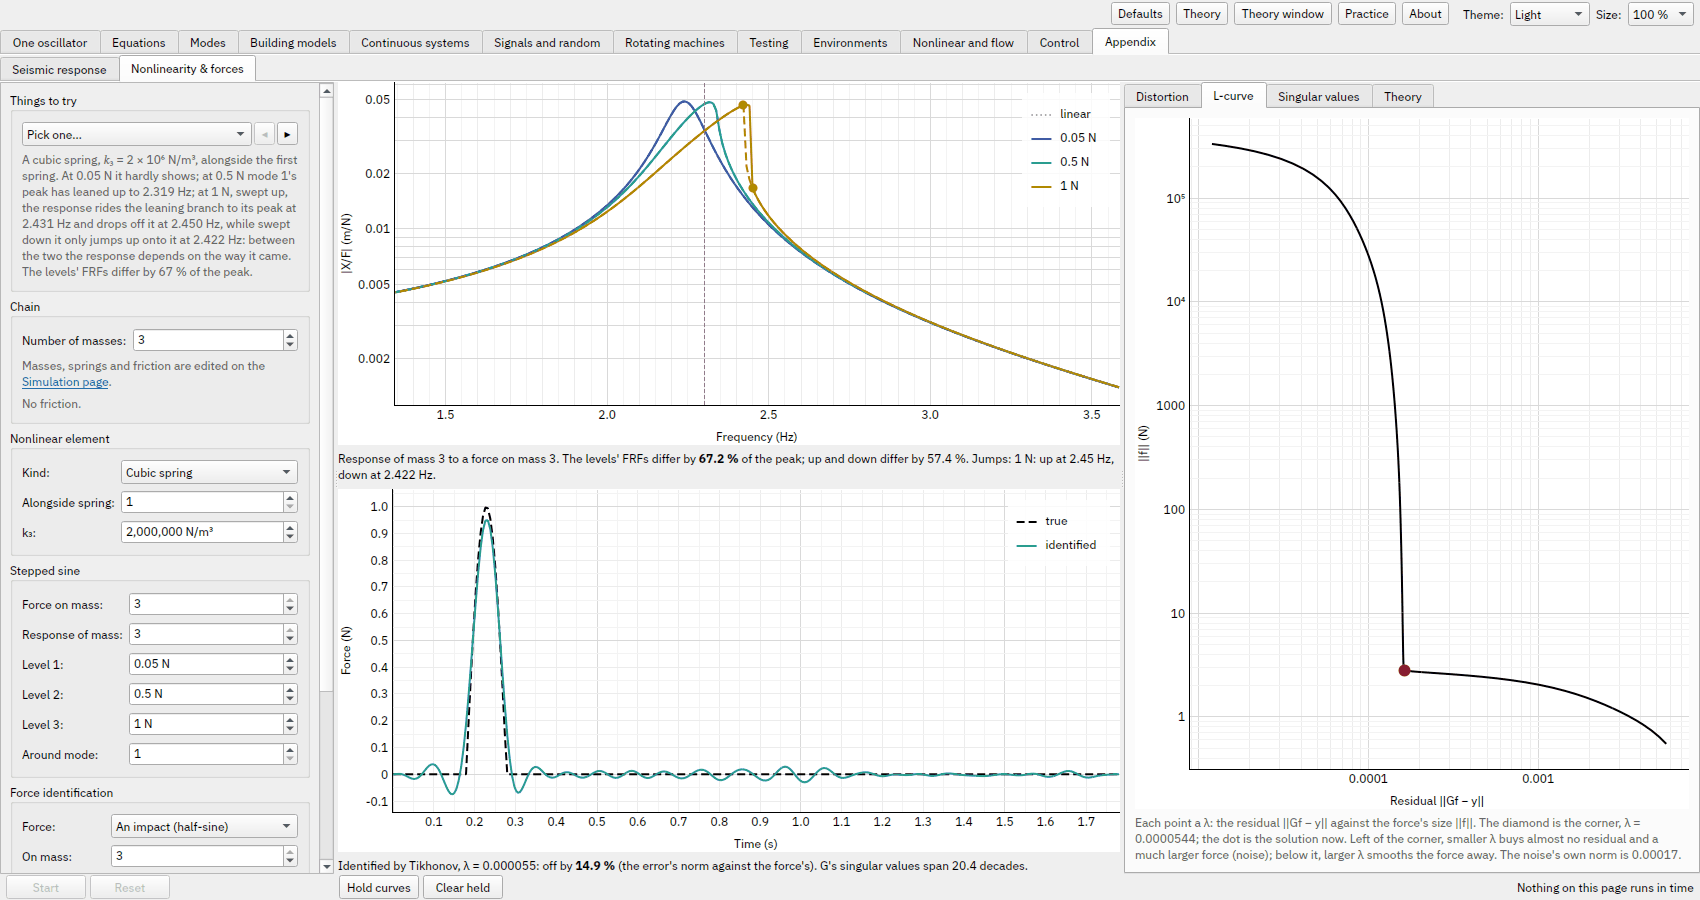 Defaults Theory Theory window Practice About Theme: Light Size: 100 %
One oscillator Equations Modes Building models Continuous systems Signals and random Rotating machines Testing Environments Nonlinear and flow Control Appendix
Seismic response Nonlinearity & forces
Things to try
Pick one...
A cubic spring, k₃ = 2 × 10⁶ N/m³, alongside the first
spring. At 0.05 N it hardly shows; at 0.5 N mode 1's
peak has leaned up to 2.319 Hz; at 1 N, swept up,
the response rides the leaning branch to its peak at
2.431 Hz and drops off it at 2.450 Hz, while swept
down it only jumps up onto it at 2.422 Hz: between
the two the response depends on the way it came.
The levels' FRFs differ by 67 % of the peak.
Chain
Number of masses: 3
Masses, springs and friction are edited on the
Simulation page.
No friction.
Nonlinear element
Kind: Cubic spring
Alongside spring: 1
k₃: 2,000,000 N/m³
Stepped sine
Force on mass: 3
Response of mass: 3
Level 1: 0.05 N
Level 2: 0.5 N
Level 3: 1 N
Around mode: 1
Force identification
Force: An impact (half-sine)
On mass: 3
Start Reset
|X/F| (m/N)
0.05
0.02
0.01
0.005
0.002
linear
0.05 N
0.5 N
1 N
1.5 2.0 2.5 3.0 3.5
Frequency (Hz)
Response of mass 3 to a force on mass 3. The levels' FRFs differ by 67.2 % of the peak; up and down differ by 57.4 %. Jumps: 1 N: up at 2.45 Hz,
down at 2.422 Hz.
Force (N)
1.0
0.9
0.8
0.7
0.6
0.5
0.4
0.3
0.2
0.1
0
-0.1
true
identified
0.1 0.2 0.3 0.4 0.5 0.6 0.7 0.8 0.9 1.0 1.1 1.2 1.3 1.4 1.5 1.6 1.7
Time (s)
Identified by Tikhonov, λ = 0.000055: off by 14.9 % (the error's norm against the force's). G's singular values span 20.4 decades.
Hold curves Clear held
Distortion L-curve Singular values Theory
||f|| (N)
10⁵
10⁴
1000
100
10
1
0.0001 0.001
Residual ||Gf − y||
Each point a λ: the residual ||Gf − y|| against the force's size ||f||. The diamond is the corner, λ =
0.0000544; the dot is the solution now. Left of the corner, smaller λ buys almost no residual and a
much larger force (noise); below it, larger λ smooths the force away. The noise's own norm is 0.00017.
Nothing on this page runs in time